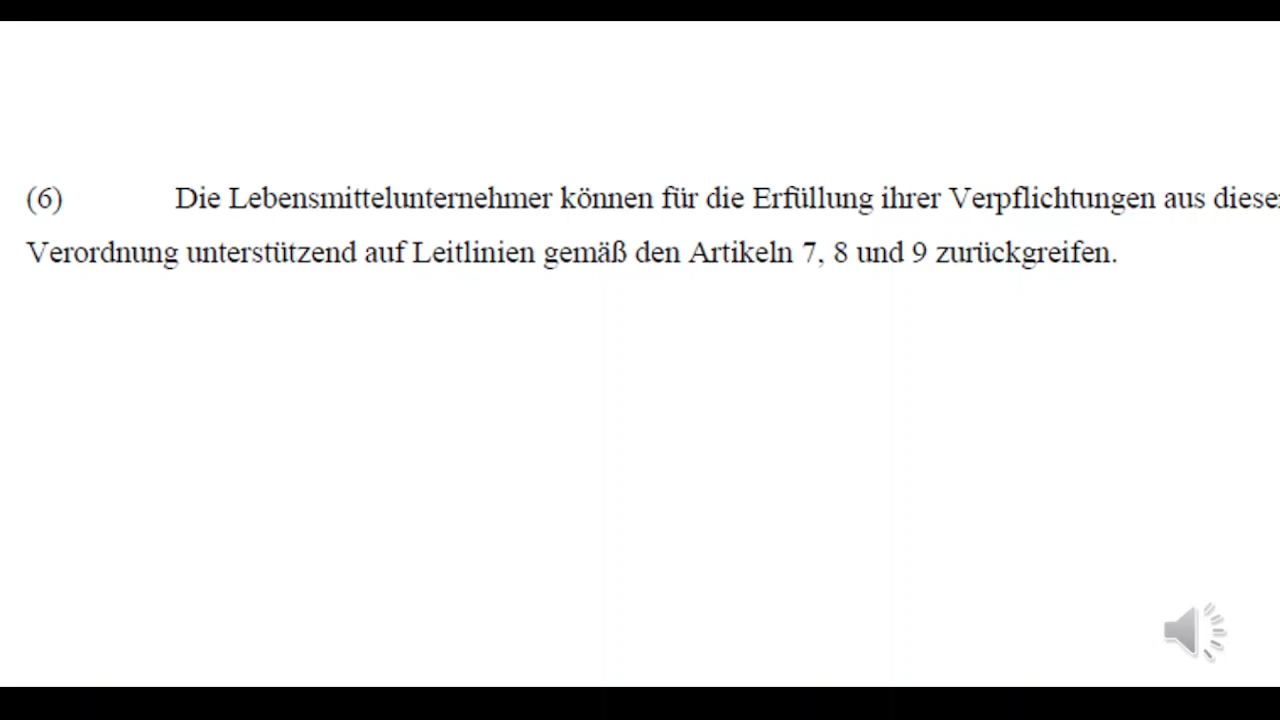 (6) Die Lebensmittelunternehmer können für die Erfüllung ihrer Verpflichtungen aus dieser
Verordnung unterstützend auf Leitlinien gemäß den Artikeln 7, 8 und 9 zurückgreifen.